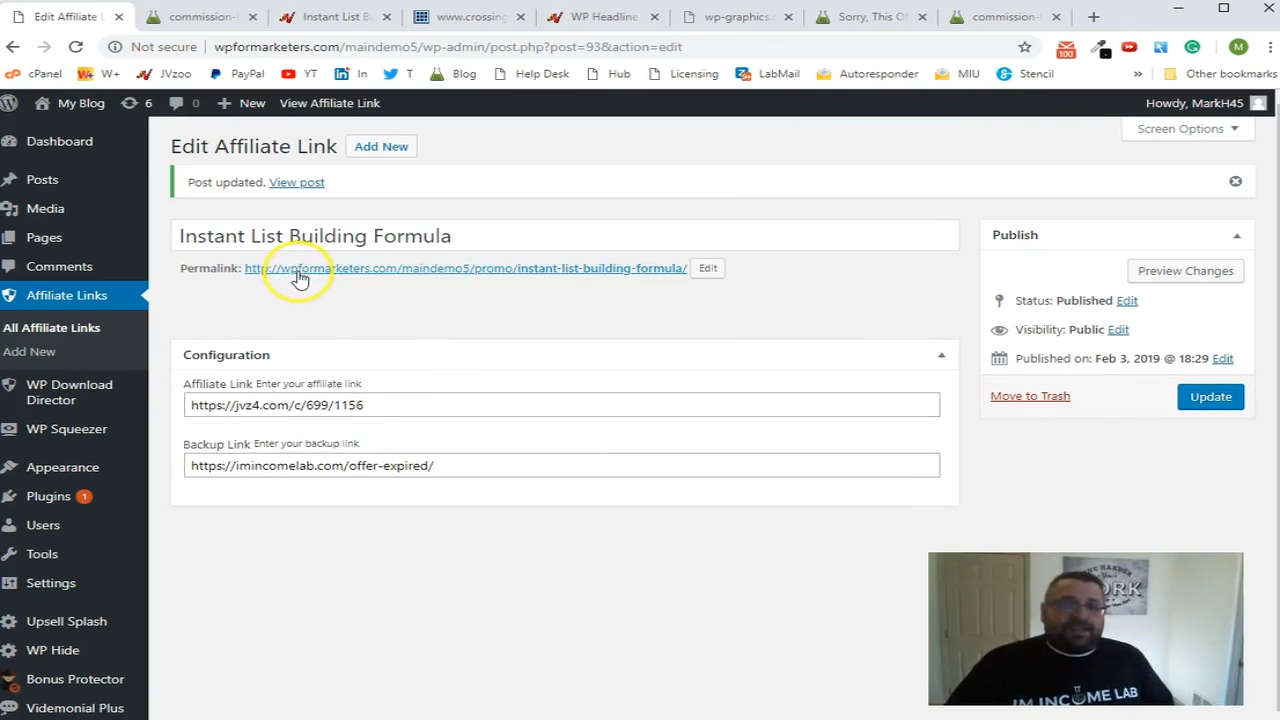 Edit Affiliate L
commission-
Instant List B
www.crossing
WP Headline
wp-graphics.
Sorry, This Of
commission-
Not secure
wpformarketers.com/maindemo5/wp-admin/post.php?post=93&action=edit
100
M
cPanel
W+
JVzoo
PayPal
YT
In
T
Blog
Help Desk
Hub
Licensing
LabMail
Autoresponder
MIU
Stencil
»
Other bookmarks
My Blog
6
0
+ New
View Affiliate Link
Howdy, MarkH45
Screen Options
Dashboard
Posts
Media
Pages
Comments
Affiliate Links
All Affiliate Links
Add New
WP Download
Director
WP Squeezer
Appearance
Plugins 1
Users
Tools
Settings
Upsell Splash
WP Hide
Bonus Protector
Videmonial Plus
Edit Affiliate Link
Add New
Post updated. View post
Instant List Building Formula
Permalink: http://wpformarketers.com/maindemo5/promo/instant-list-building-formula/ Edit
Configuration
Affiliate Link Enter your affiliate link
https://jvz4.com/c/699/1156
Backup Link Enter your backup link
https://imincomelab.com/offer-expired/
Publish
Preview Changes
Status: Published Edit
Visibility: Public Edit
Published on: Feb 3, 2019 @ 18:29 Edit
Move to Trash
Update
IM INCOME LAB